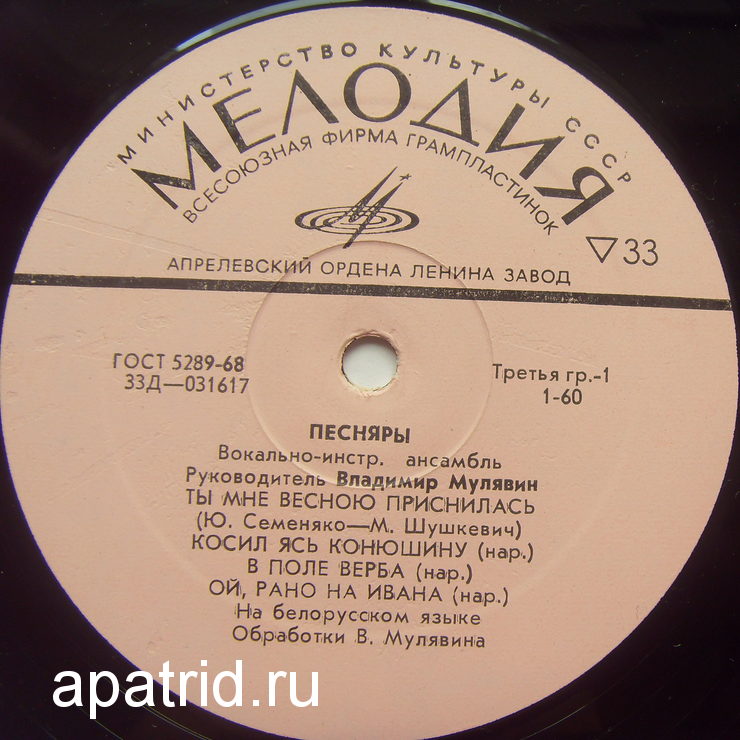 МИНИСТЕРСТВО КУЛЬТУРЫ СССР
МЕЛОДИЯ
ВСЕСОЮЗНАЯ ФИРМА ГРАМПЛАСТИНОК
▽33
АПРЕЛЕВСКИЙ ОРДЕНА ЛЕНИНА ЗАВОД
ГОСТ 5289-68
33Д—031617
Третья гр.-1
1-60
ПЕСНЯРЫ
Вокально-инстр. ансамбль
Руководитель Владимир Мулявин
ТЫ МНЕ ВЕСНОЮ ПРИСНИЛАСЬ
(Ю. Семеняко—М. Шушкевич)
КОСИЛ ЯСЬ КОНЮШИНУ (нар.)
В ПОЛЕ ВЕРБА (нар.)
ОЙ, РАНО НА ИВАНА (нар.)
На белорусском языке
Обработки В. Мулявина
apatrid.ru